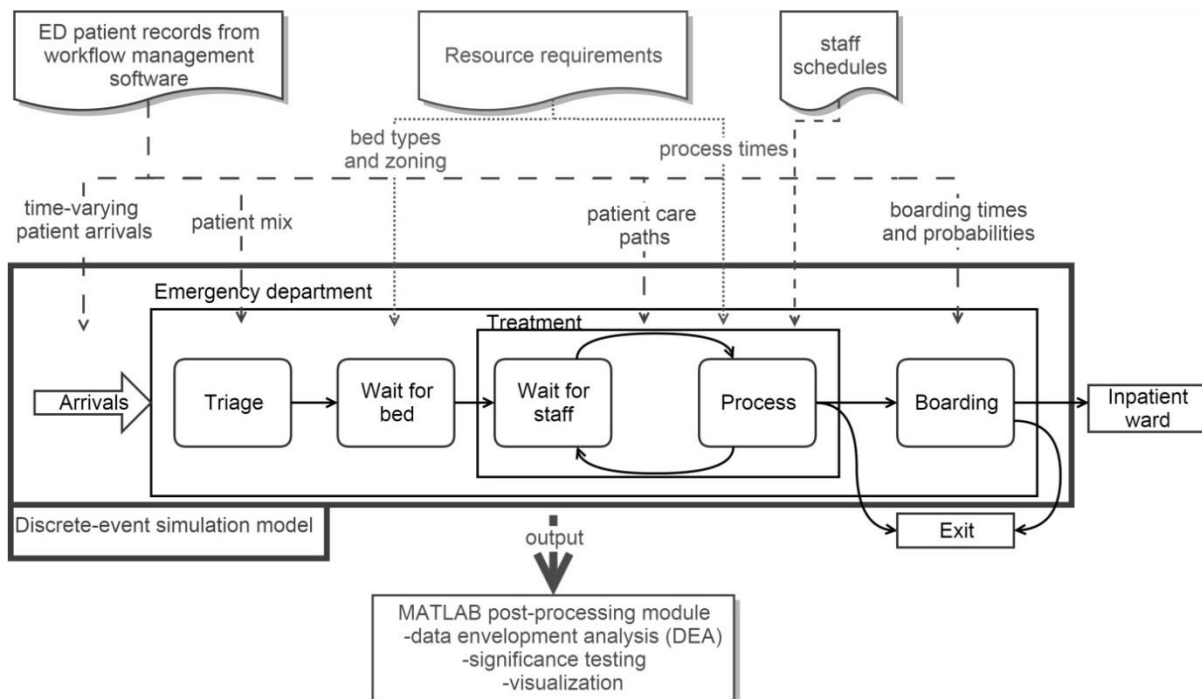 ED patient records from
workflow management
software
Resource requirements
staff
schedules
bed types
and zoning
process times
time-varying
patient arrivals
patient mix
patient care
paths
boarding times
and probabilities
Emergency department
Treatment
Arrivals
Triage
Wait for
bed
Wait for
staff
Process
Boarding
Inpatient
ward
Discrete-event simulation model
Exit
output
MATLAB post-processing module
-data envelopment analysis (DEA)
-significance testing
-visualization